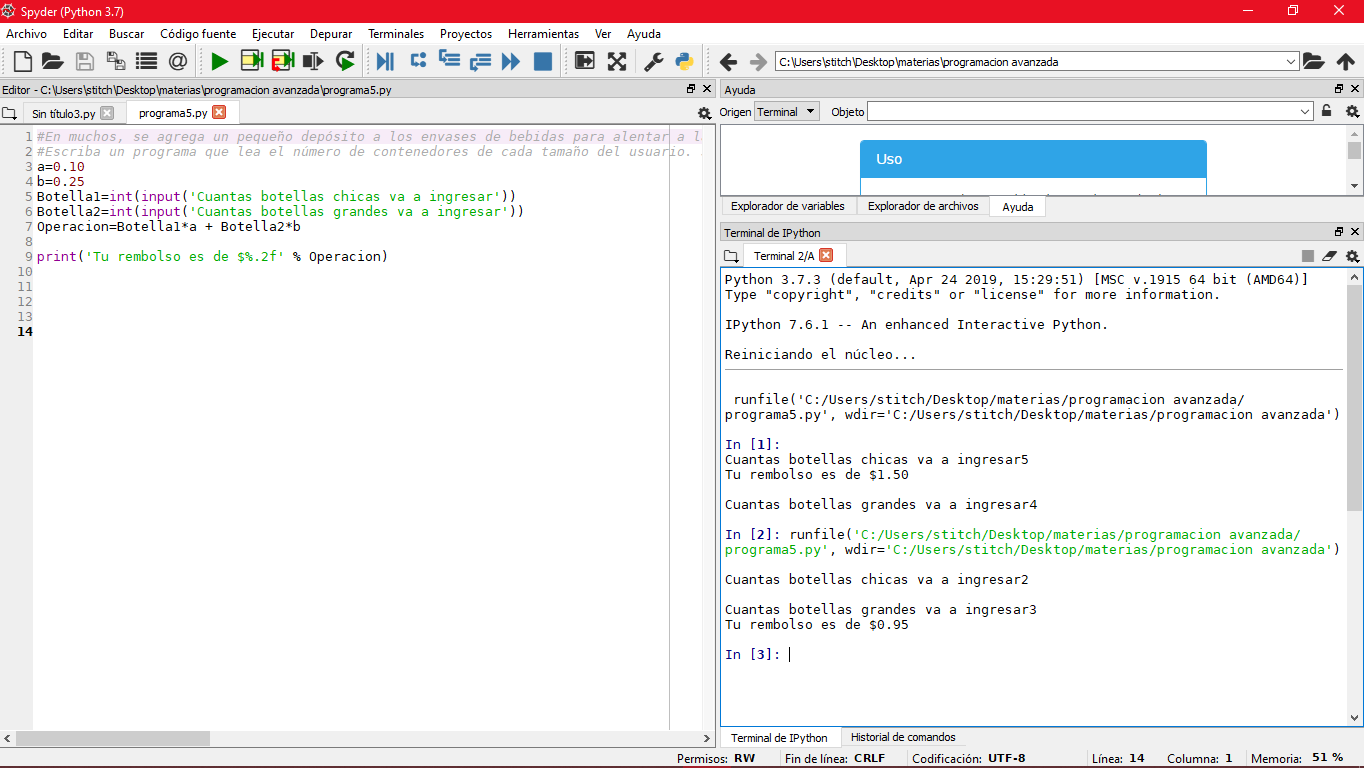 Spyder (Python 3.7)
Archivo Editar Buscar Código fuente Ejecutar Depurar Terminales Proyectos Herramientas Ver Ayuda
C:\Users\stitch\Desktop\materias\programacion avanzada
Editor - C:\Users\stitch\Desktop\materias\programacion avanzada\programa5.py
Sin título3.py programa5.py
1 #En muchos, se agrega un pequeño depósito a los envases de bebidas para alentar a l
2 #Escriba un programa que lea el número de contenedores de cada tamaño del usuario.
3 a=0.10
4 b=0.25
5 Botella1=int(input('Cuantas botellas chicas va a ingresar'))
6 Botella2=int(input('Cuantas botellas grandes va a ingresar'))
7 Operacion=Botella1*a + Botella2*b
8
9 print('Tu rembolso es de $%.2f' % Operacion)
10
11
12
13
14
Ayuda
Origen Terminal Objeto
Uso
Explorador de variables Explorador de archivos Ayuda
Terminal de IPython
Terminal 2/A
Python 3.7.3 (default, Apr 24 2019, 15:29:51) [MSC v.1915 64 bit (AMD64)]
Type "copyright", "credits" or "license" for more information.
IPython 7.6.1 -- An enhanced Interactive Python.
Reiniciando el núcleo...
runfile('C:/Users/stitch/Desktop/materias/programacion avanzada/
programa5.py', wdir='C:/Users/stitch/Desktop/materias/programacion avanzada')
In [1]:
Cuantas botellas chicas va a ingresar5
Tu rembolso es de $1.50
Cuantas botellas grandes va a ingresar4
In [2]: runfile('C:/Users/stitch/Desktop/materias/programacion avanzada/
programa5.py', wdir='C:/Users/stitch/Desktop/materias/programacion avanzada')
Cuantas botellas chicas va a ingresar2
Cuantas botellas grandes va a ingresar3
Tu rembolso es de $0.95
In [3]:
Terminal de IPython Historial de comandos
Permisos: RW Fin de línea: CRLF Codificación: UTF-8 Línea: 14 Columna: 1 Memoria: 51 %